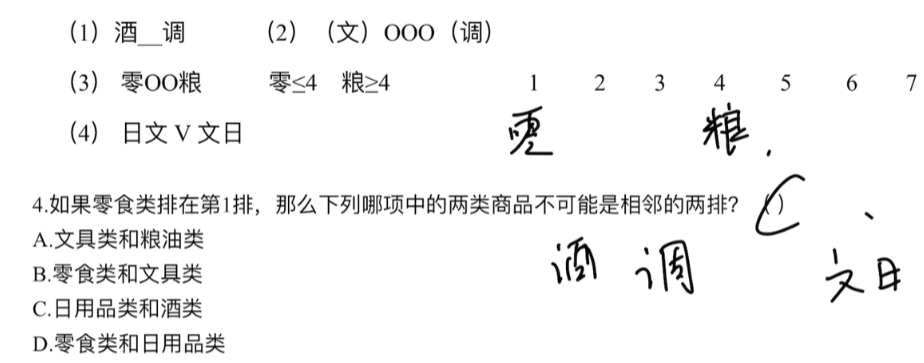 (1) 酒__调 (2) (文) OOO (调)
(3) 零OO粮 零≤4 粮≥4 1 2 3 4 5 6 7
(4) 日文 V 文日
零 粮
4.如果零食类排在第1排，那么下列哪项中的两类商品不可能是相邻的两排？ ( ) C
A.文具类和粮油类
B.零食类和文具类
酒 调 文日
C.日用品类和酒类
D.零食类和日用品类